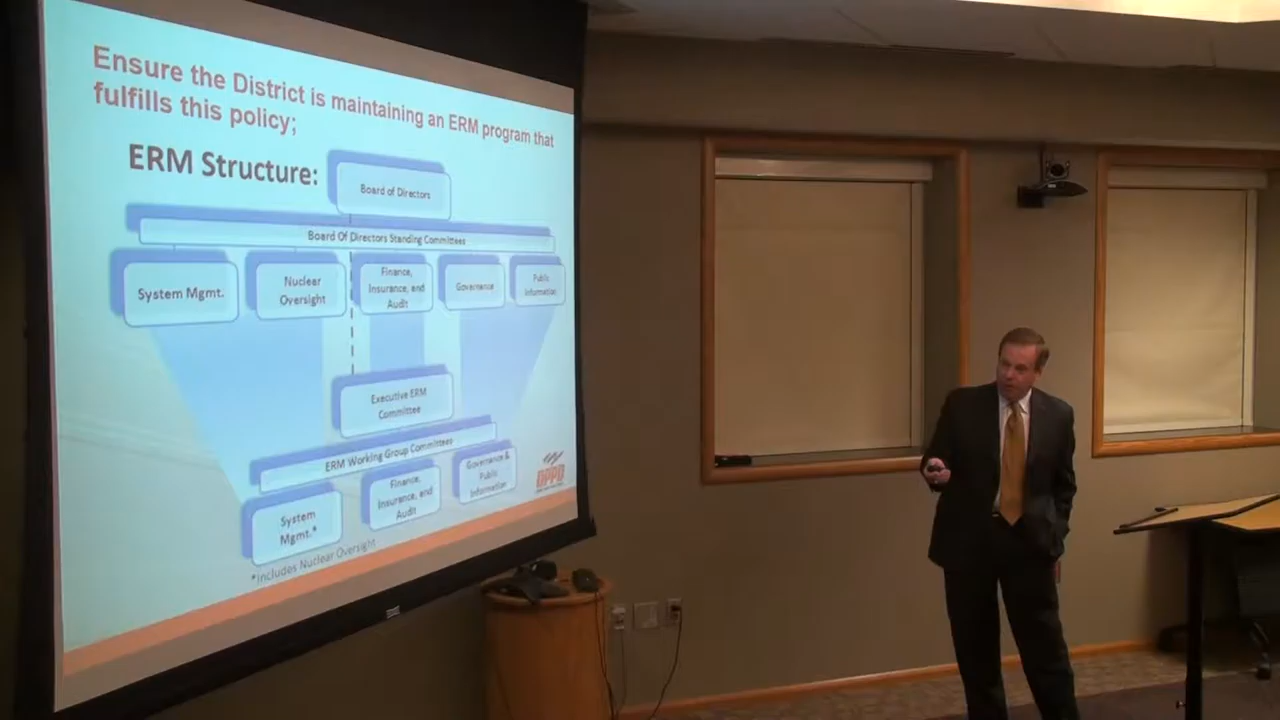 Ensure the District is maintaining an ERM program that
fulfills this policy;
ERM Structure:
Board of Directors
Board Of Directors Standing Committees
System Mgmt.
Nuclear
Oversight
Finance,
Insurance, and
Audit
Governance
Public
Information
Executive ERM
Committee
ERM Working Group Committees
System
Mgmt.*
Finance,
Insurance, and
Audit
Governance &
Public
Information
OPPD
*Includes Nuclear Oversight